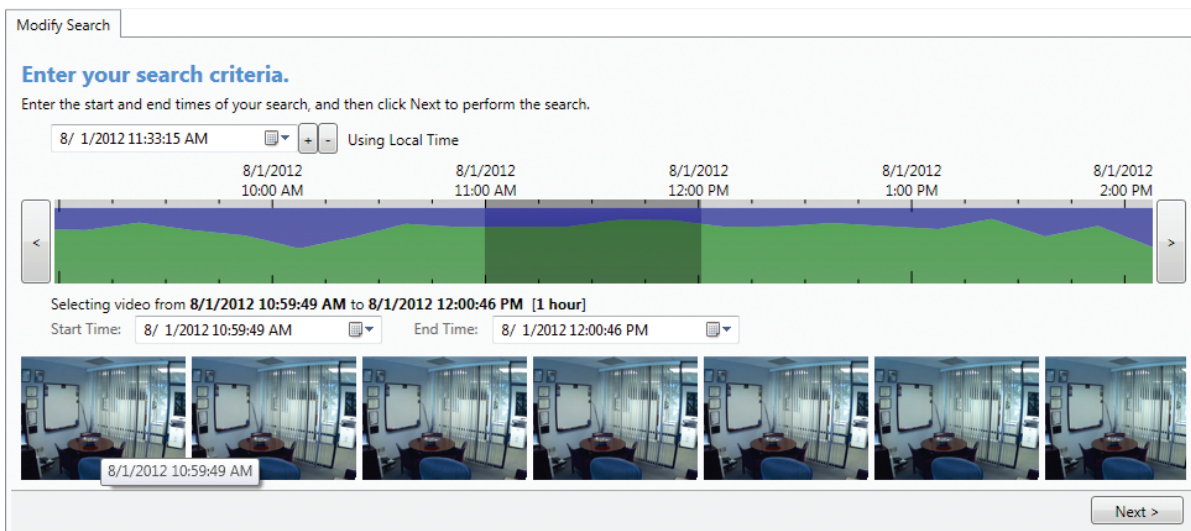 Modify Search
Enter your search criteria.
Enter the start and end times of your search, and then click Next to perform the search.
8/ 1/2012 11:33:15 AM + - Using Local Time
8/1/2012 8/1/2012 8/1/2012 8/1/2012 8/1/2012
10:00 AM 11:00 AM 12:00 PM 1:00 PM 2:00 PM
< >
Selecting video from 8/1/2012 10:59:49 AM to 8/1/2012 12:00:46 PM [1 hour]
Start Time: 8/ 1/2012 10:59:49 AM End Time: 8/ 1/2012 12:00:46 PM
8/1/2012 10:59:49 AM
Next >